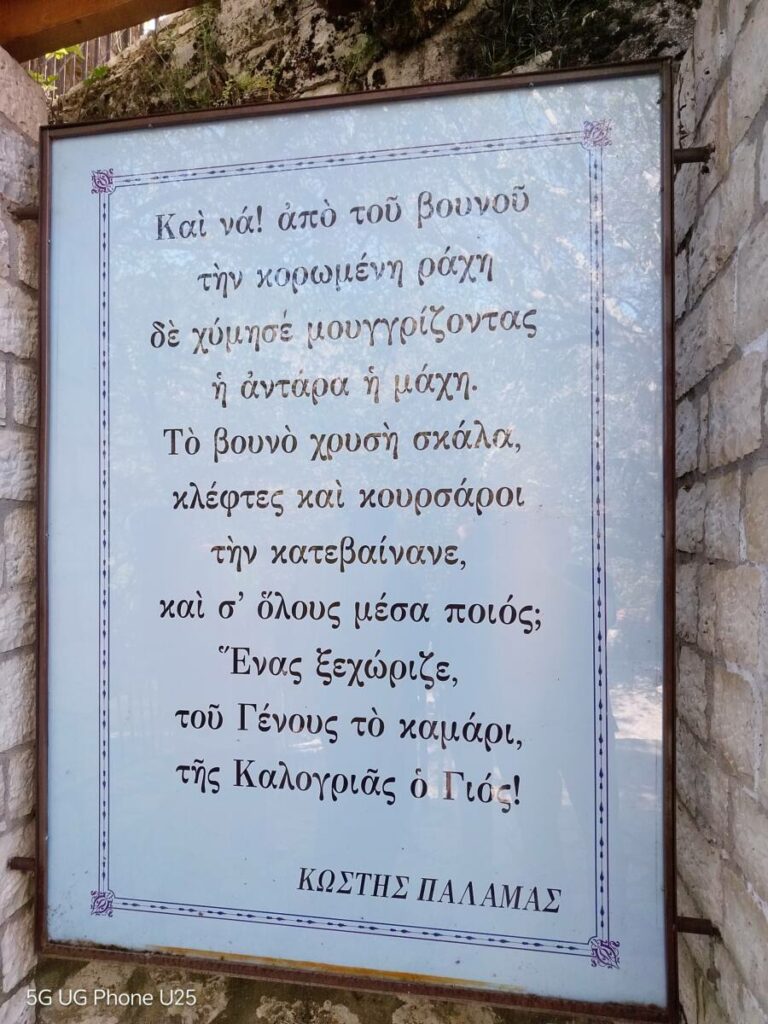 Καὶ νά! ἀπὸ τοῦ βουνοῦ
τὴν κορωμένη ράχη
δὲ χύμησέ μουγγρίζοντας
ἡ ἀντάρα ἡ μάχη.
Τὸ βουνὸ χρυσὴ σκάλα,
κλέφτες καὶ κουρσάροι
τὴν κατεβαίνανε,
καὶ σ’ ὅλους μέσα ποιός;
Ἕνας ξεχώριζε,
τοῦ Γένους τὸ καμάρι,
τῆς Καλογριᾶς ὁ Γιός!
ΚΩΣΤΗΣ ΠΑΛΑΜΑΣ
5G UG Phone U25